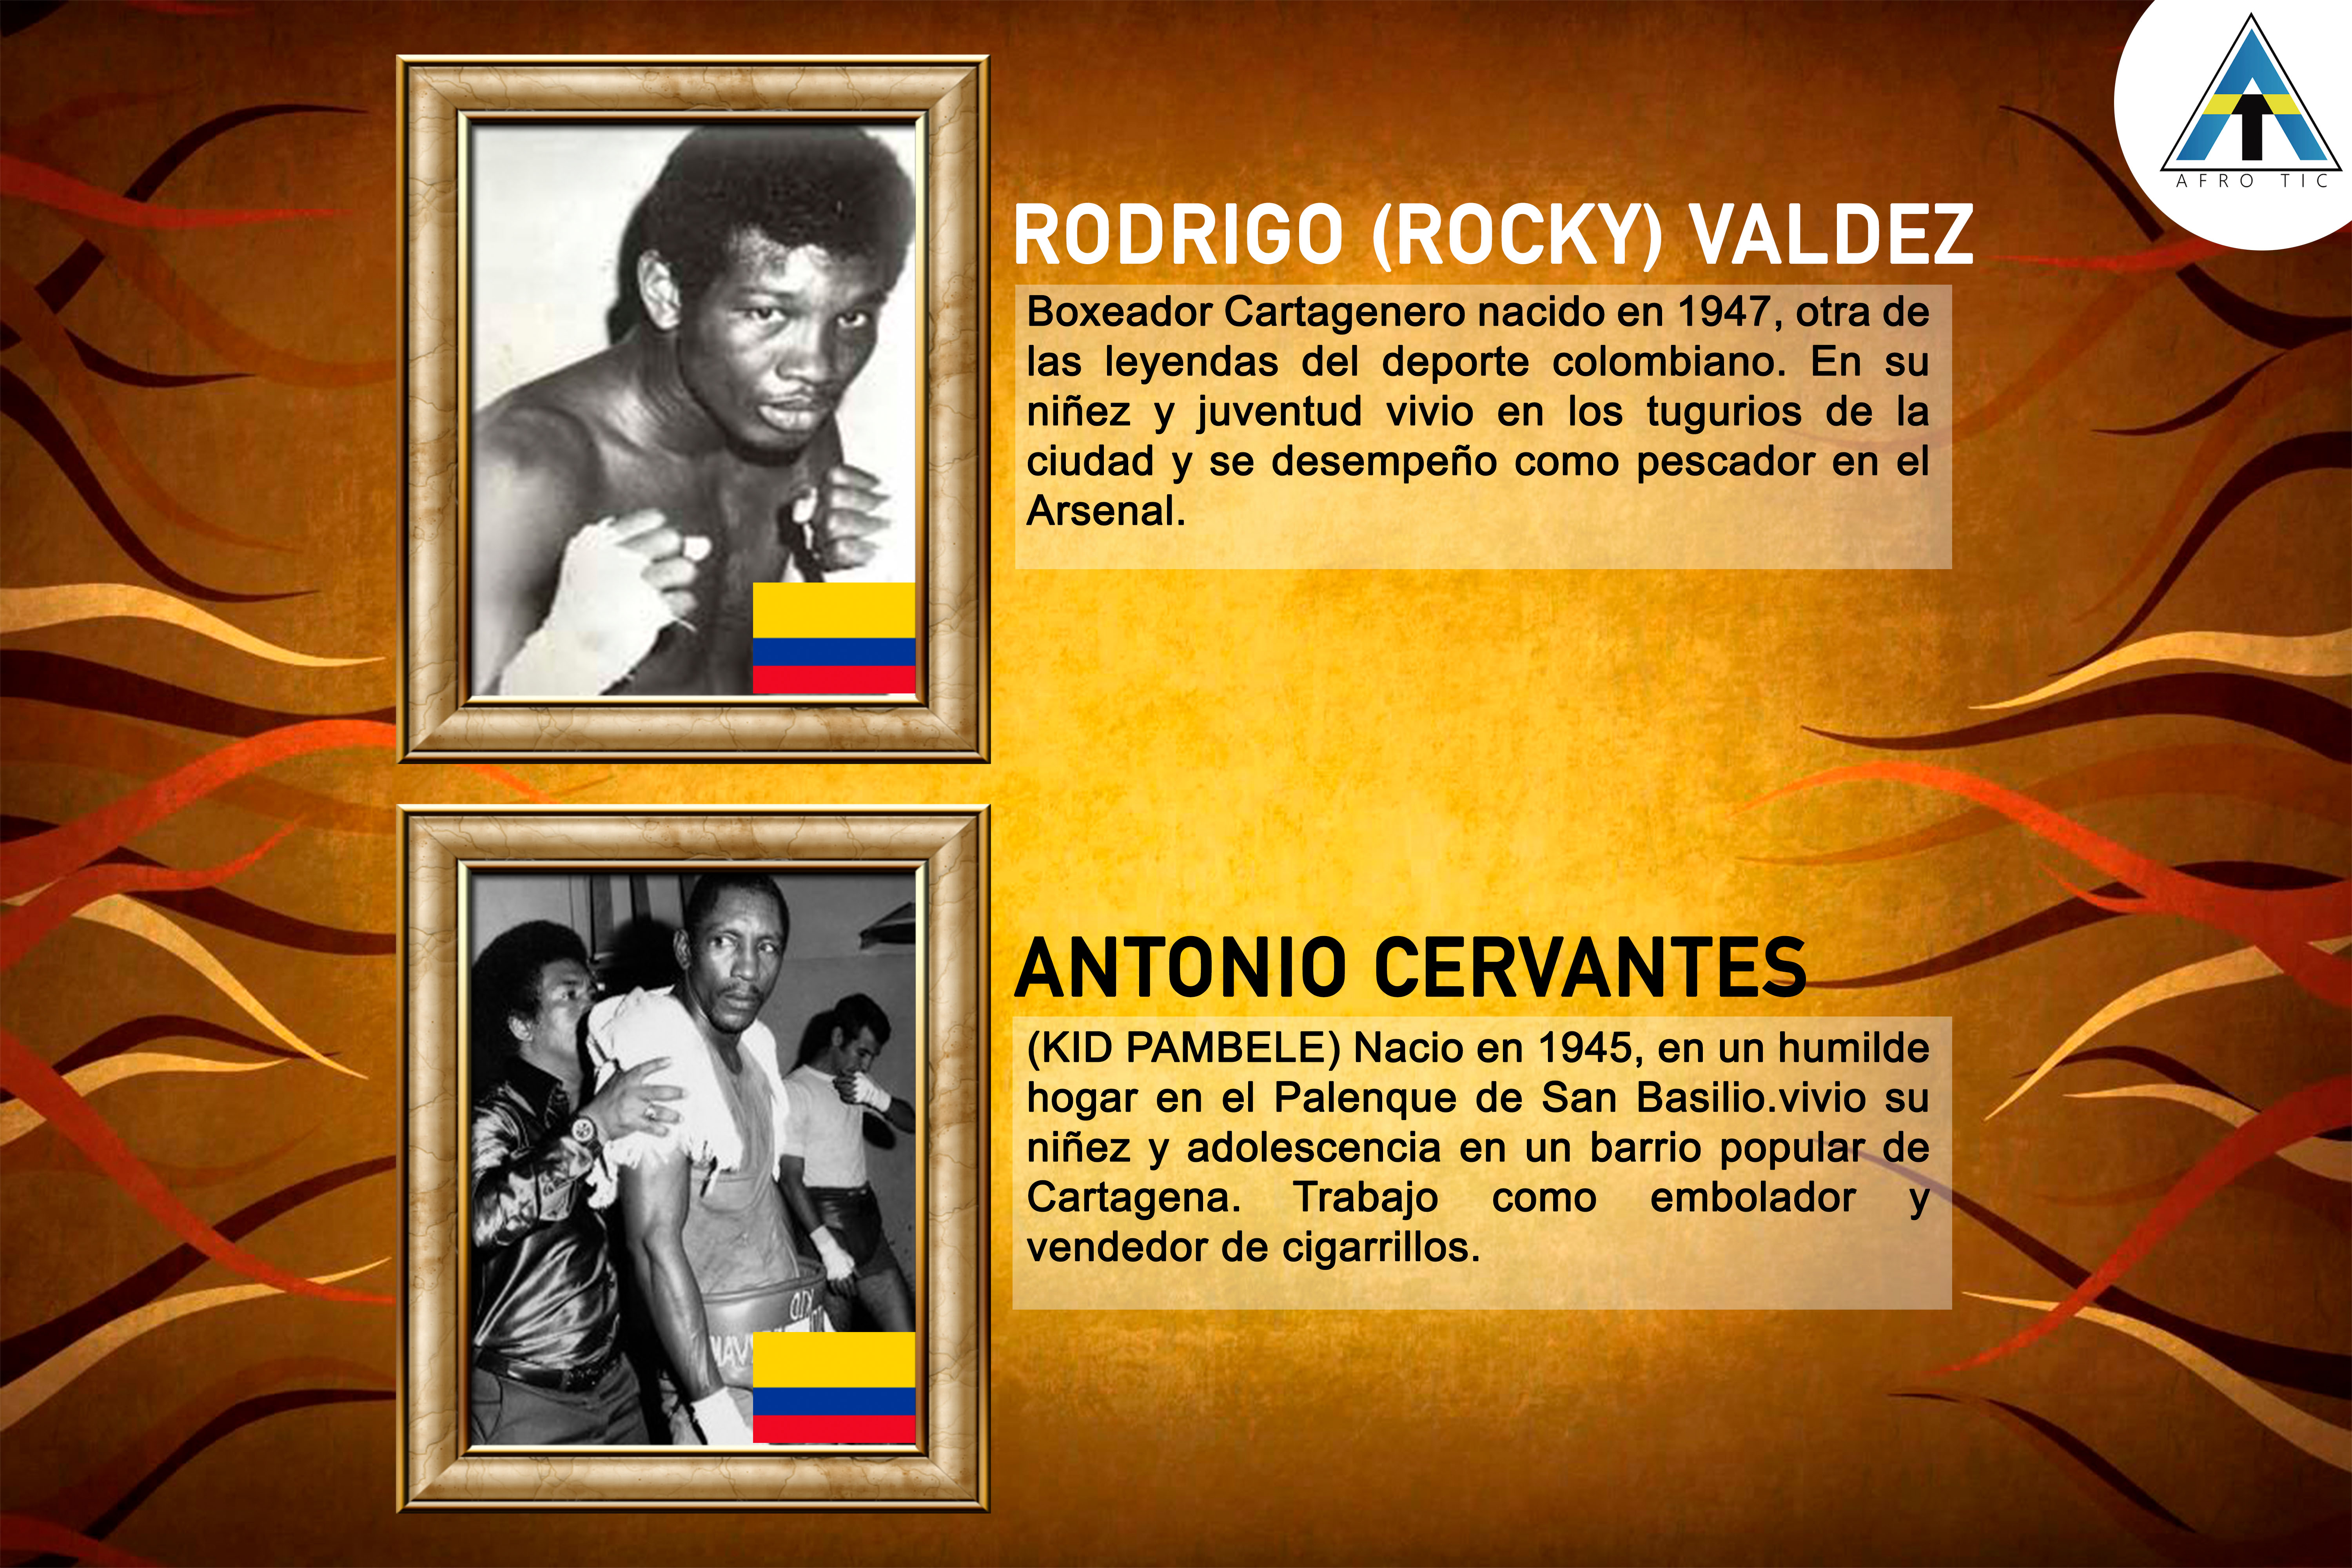 AFRO TIC
RODRIGO (ROCKY) VALDEZ
Boxeador Cartagenero nacido en 1947, otra de
las leyendas del deporte colombiano. En su
niñez y juventud vivio en los tugurios de la
ciudad y se desempeño como pescador en el
Arsenal.
ANTONIO CERVANTES
(KID PAMBELE) Nacio en 1945, en un humilde
hogar en el Palenque de San Basilio.vivio su
niñez y adolescencia en un barrio popular de
Cartagena. Trabajo como embolador y
vendedor de cigarrillos.